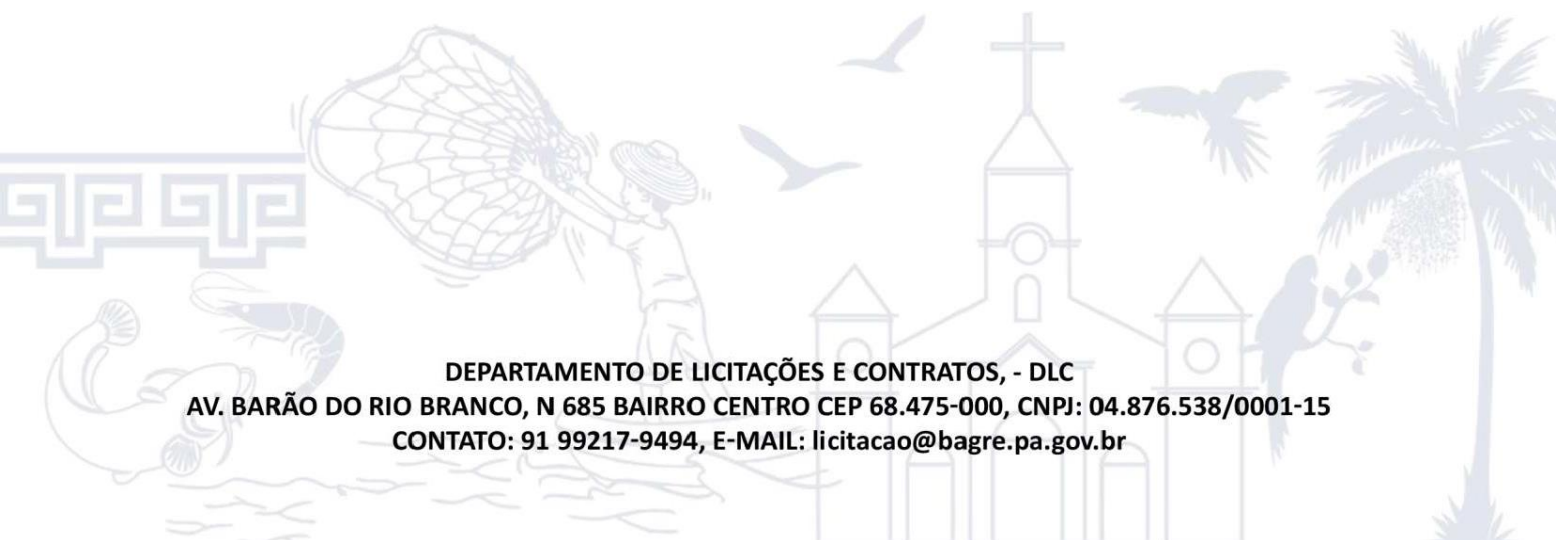 DEPARTAMENTO DE LICITAÇÕES E CONTRATOS, - DLC
AV. BARÃO DO RIO BRANCO, N 685 BAIRRO CENTRO CEP 68.475-000, CNPJ: 04.876.538/0001-15
CONTATO: 91 99217-9494, E-MAIL: licitacao@bagre.pa.gov.br